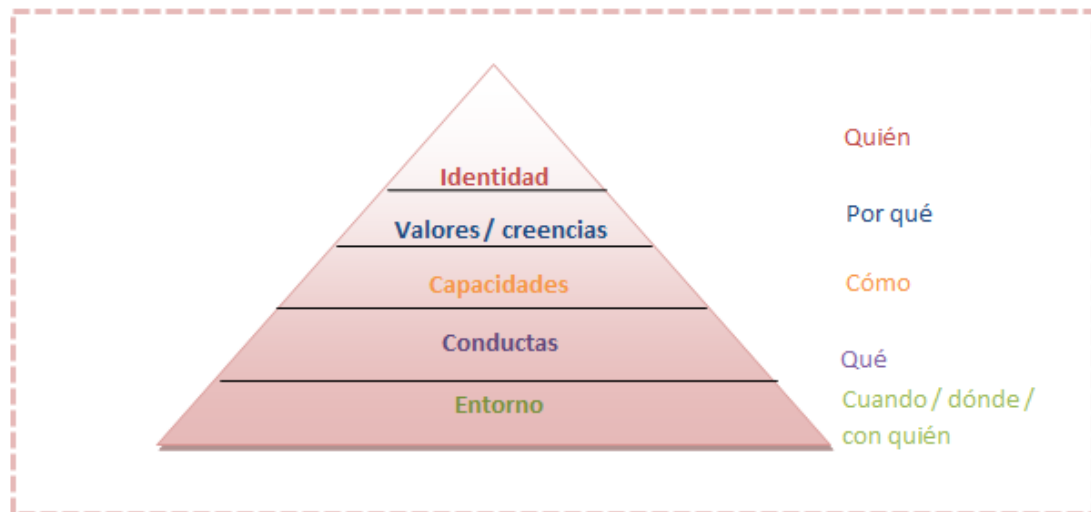 Quién
Identidad
Por qué
Valores / creencias
Cómo
Capacidades
Conductas
Qué
Entorno
Cuando / dónde /
con quién